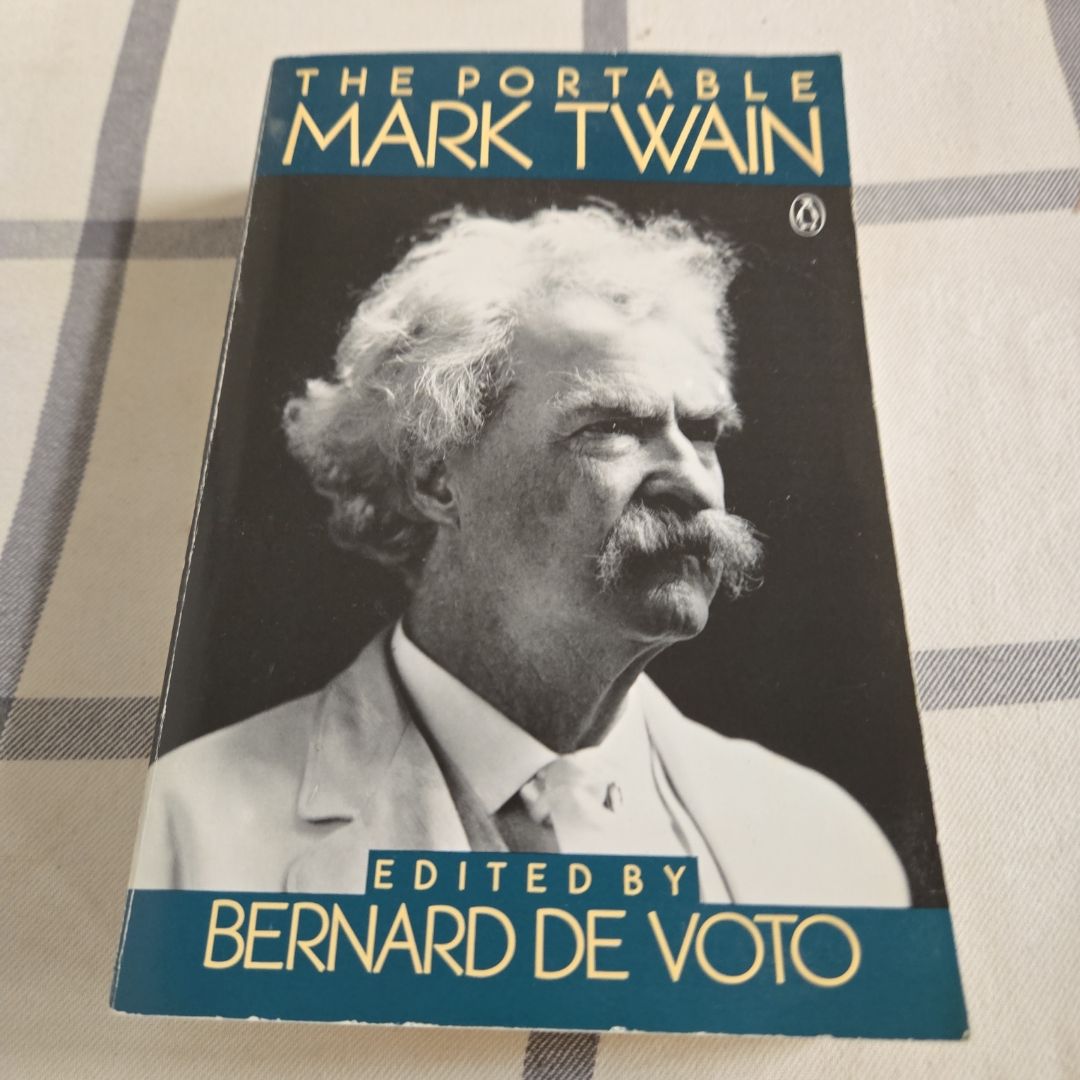 THE PORTABLE
MARK TWAIN
EDITED BY
BERNARD DE VOTO